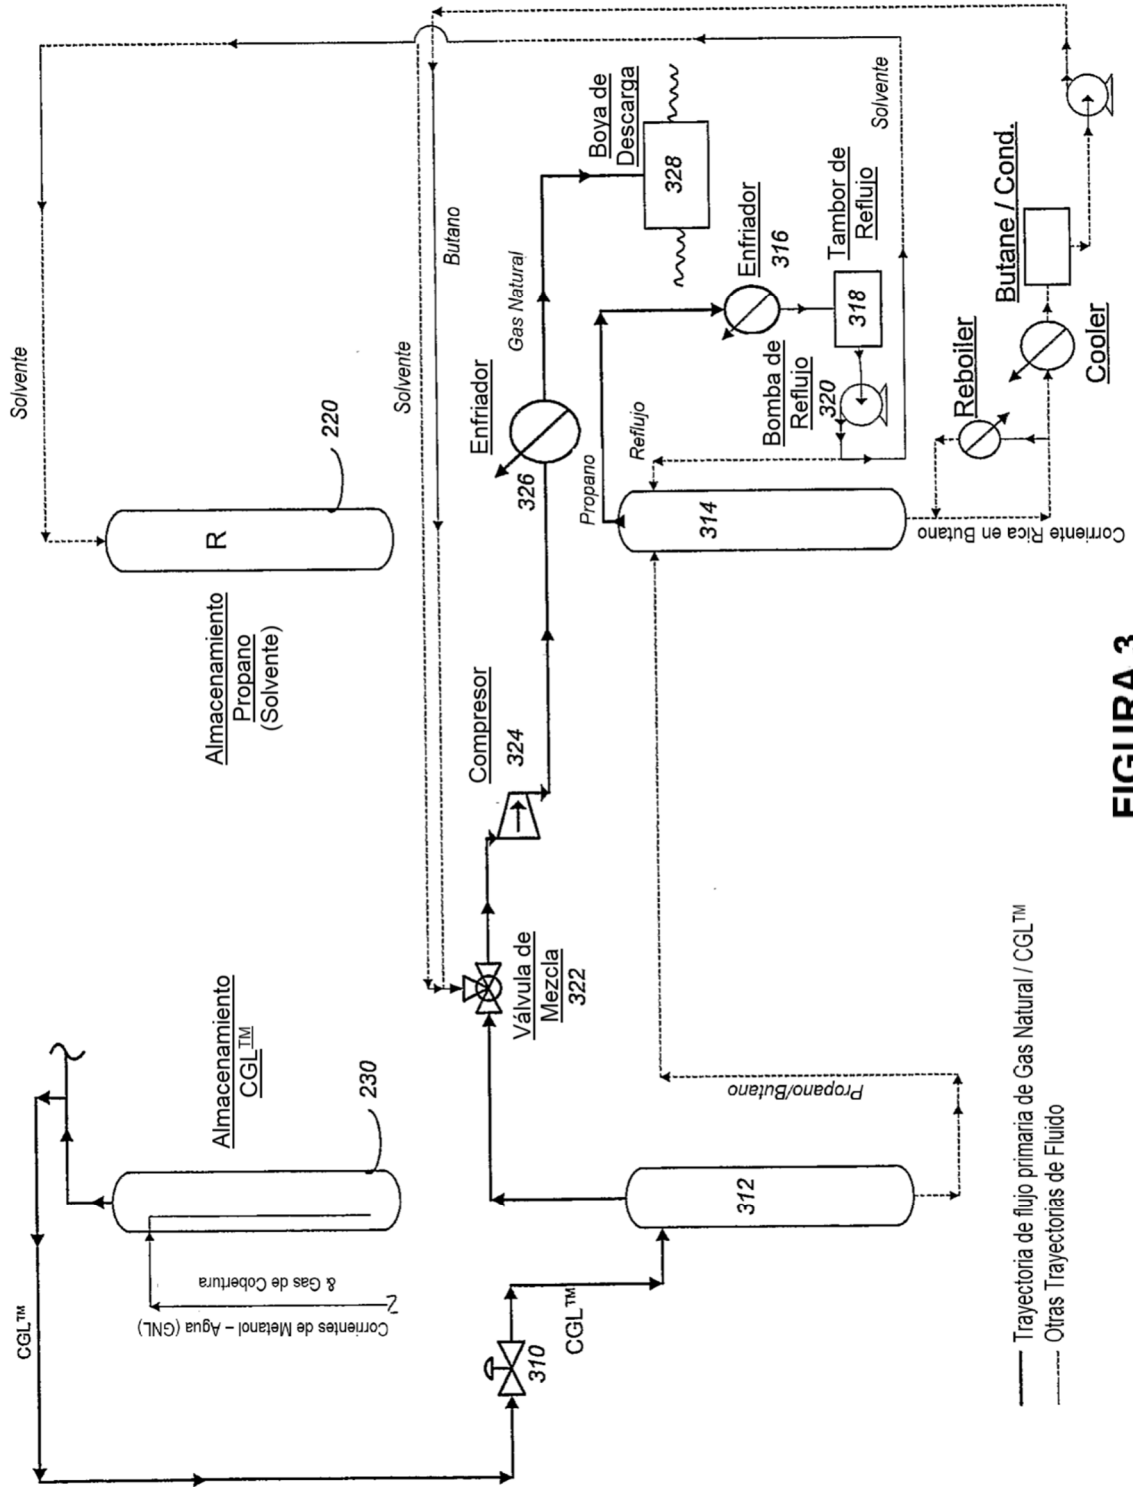 Solvente
Almacenamiento
Propano
(Solvente)
R
220
CGL™
Almacenamiento
CGL™
230
Corrientes de Metanol – Agua (GNL)
& Gas de Cobertura
Solvente
Butano
Gas Natural
Enfriador
326
Boya de
Descarga
328
Compresor
324
Válvula de
Mezcla
322
310
CGL™
312
Propano/Butano
Propano
Reflujo
314
Enfriador
316
Tambor de
Reflujo
318
Bomba de
Reflujo
320
Solvente
Corriente Rica en Butano
Reboiler
Cooler
Butane / Cond.
Trayectoria de flujo primaria de Gas Natural / CGL™
Otras Trayectorias de Fluido
FIGURA 3